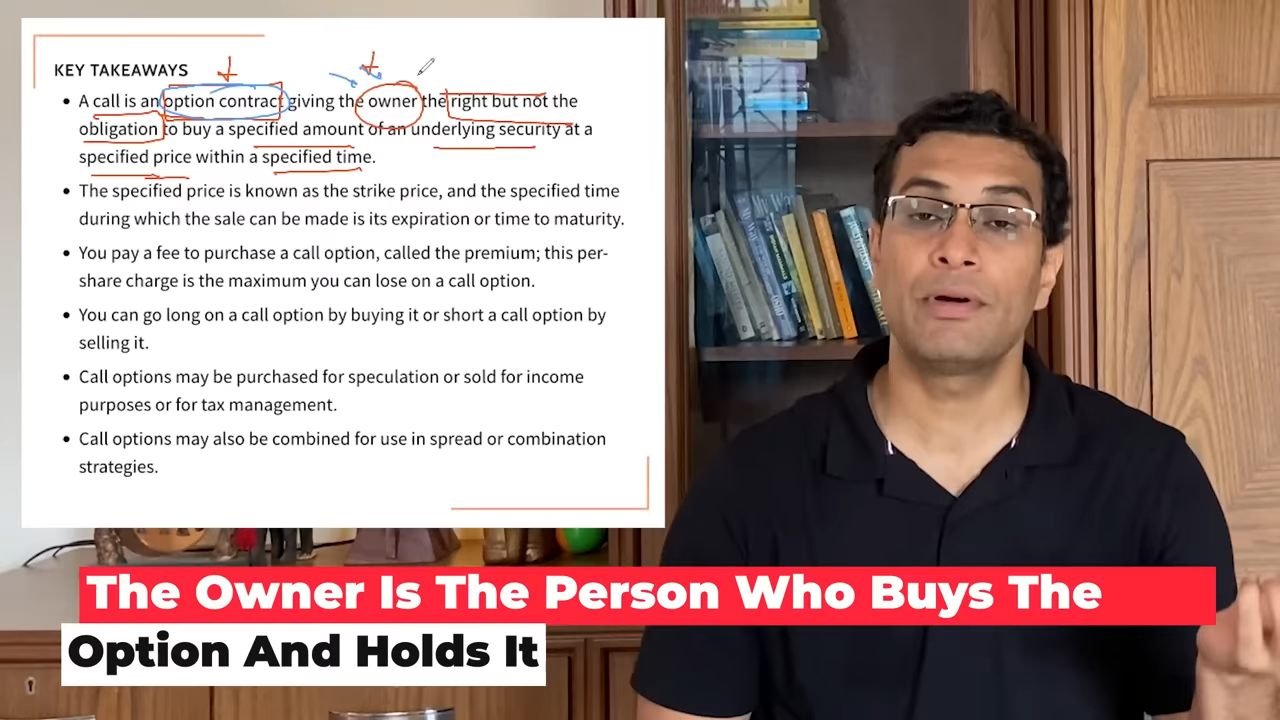 KEY TAKEAWAYS
• A call is an option contract giving the owner the right but not the
obligation to buy a specified amount of an underlying security at a
specified price within a specified time.
• The specified price is known as the strike price, and the specified time
during which the sale can be made is its expiration or time to maturity.
• You pay a fee to purchase a call option, called the premium; this per-
share charge is the maximum you can lose on a call option.
• You can go long on a call option by buying it or short a call option by
selling it.
• Call options may be purchased for speculation or sold for income
purposes or for tax management.
• Call options may also be combined for use in spread or combination
strategies.
The Owner Is The Person Who Buys The
Option And Holds It